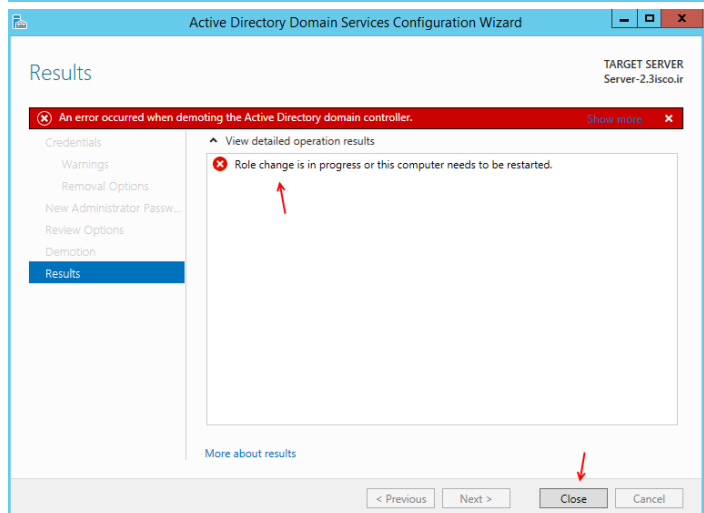 Active Directory Domain Services Configuration Wizard
Results
TARGET SERVER
Server-2.3isco.ir
An error occurred when demoting the Active Directory domain controller.
Show more
Credentials
Warnings
Removal Options
New Administrator Passw...
Review Options
Demotion
Results
View detailed operation results
Role change is in progress or this computer needs to be restarted.
More about results
< Previous
Next >
Close
Cancel